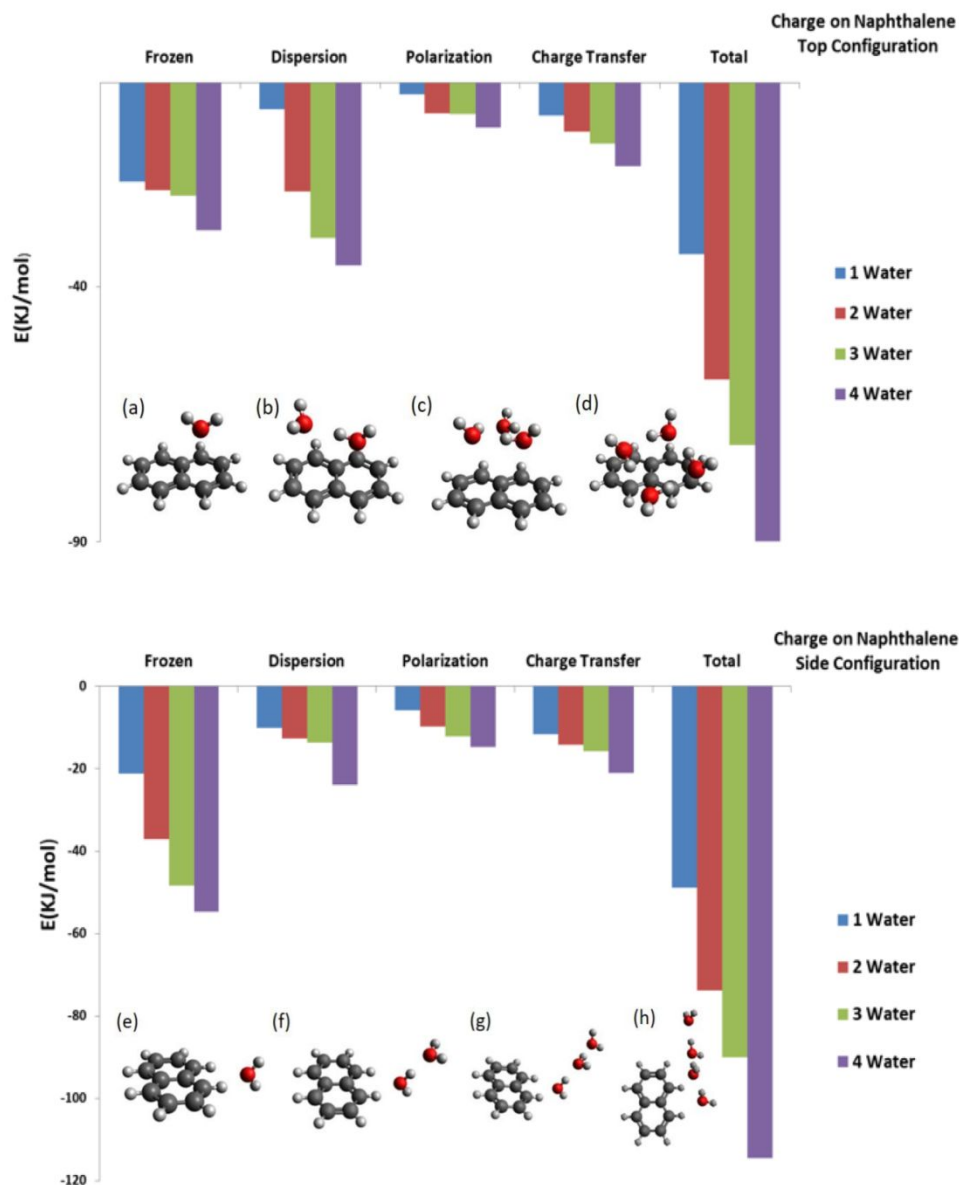 Charge on Naphthalene
Top Configuration
Frozen Dispersion Polarization Charge Transfer Total
E(KJ/mol)
-40
-90
1 Water
2 Water
3 Water
4 Water
(a) (b) (c) (d)
Charge on Naphthalene
Side Configuration
Frozen Dispersion Polarization Charge Transfer Total
E(KJ/mol)
0
-20
-40
-60
-80
-100
-120
1 Water
2 Water
3 Water
4 Water
(e) (f) (g) (h)